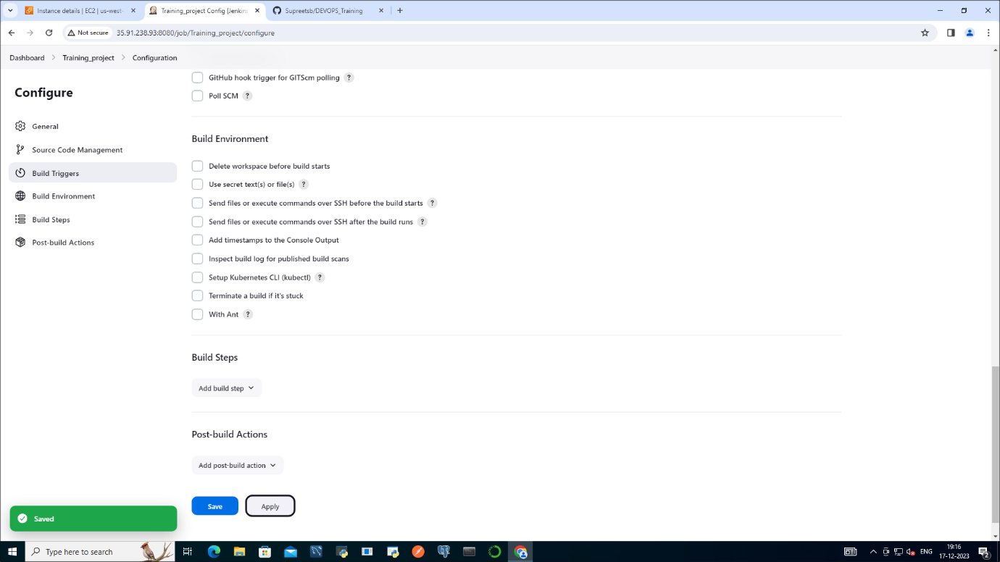 Instance details | EC2 | us-west-
Training_project Config [Jenkins
Supreetsb/DEVOPS_Training
Not secure
35.91.238.93:8080/job/Training_project/configure
Dashboard > Training_project > Configuration
Configure
General
Source Code Management
Build Triggers
Build Environment
Build Steps
Post-build Actions
GitHub hook trigger for GITScm polling ?
Poll SCM ?
Build Environment
Delete workspace before build starts
Use secret text(s) or file(s) ?
Send files or execute commands over SSH before the build starts ?
Send files or execute commands over SSH after the build runs ?
Add timestamps to the Console Output
Inspect build log for published build scans
Setup Kubernetes CLI (kubectl) ?
Terminate a build if it's stuck
With Ant ?
Build Steps
Add build step
Post-build Actions
Add post-build action
Save
Apply
Saved
Type here to search
ENG
19:16
17-12-2023
2